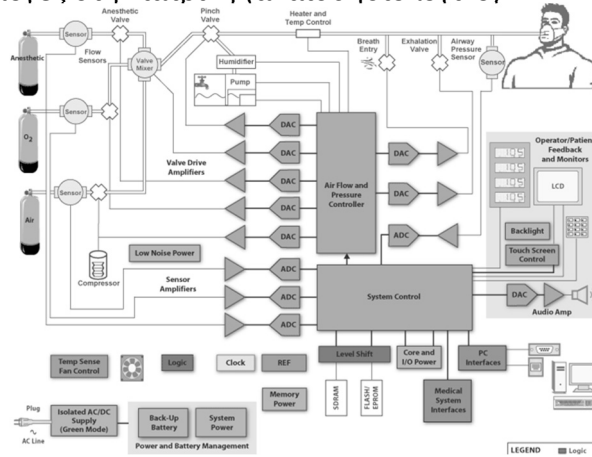 Anesthetic
Valve
Pinch
Valve
Heater and
Temp Control
Breath
Entry
Exhalation
Valve
Airway
Pressure
Sensor
Sensor
Sensor
Anesthetic
Flow
Sensors
Valve
Mixer
Humidifier
Pump
Operator/Patient
Feedback
and Monitors
Sensor
O2
DAC
DAC
DAC
DAC
DAC
DAC
DAC
ADC
Valve Drive
Amplifiers
Air Flow and
Pressure
Controller
LCD
Sensor
Air
Backlight
Touch Screen
Control
Low Noise Power
Compressor
Sensor
Amplifiers
ADC
ADC
ADC
System Control
DAC
Audio Amp
Temp Sense
Fan Control
Logic
Clock
REF
Level Shift
Core and
I/O Power
PC
Interfaces
Memory
Power
SDRAM
FLASH/
EPROM
Medical
System
Interfaces
Plug
AC Line
Isolated AC/DC
Supply
(Green Mode)
Back-Up
Battery
System
Power
Power and Battery Management
LEGEND
Logic